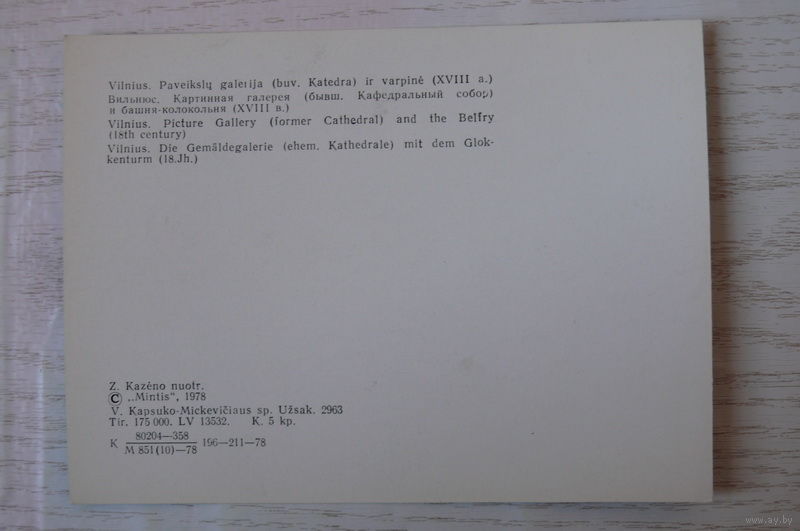 Vilnius. Paveikslų galerija (buv. Katedra) ir varpinė (XVIII a.)
Вильнюс. Картинная галерея (бывш. Кафедральный собор)
и башня-колокольня (XVIII в.)
Vilnius. Picture Gallery (former Cathedral) and the Belfry
(18th century)
Vilnius. Die Gemäldegalerie (ehem. Kathedrale) mit dem Glok-
kenturm (18.Jh.)
Z. Kazėno nuotr.
© „Mintis“, 1978
V. Kapsuko-Mickevičiaus sp. Užsak. 2963
Tir. 175 000. LV 13532. K. 5 kp.
K 80204—358
M 851(10)—78 196—211—78
www.ay.by